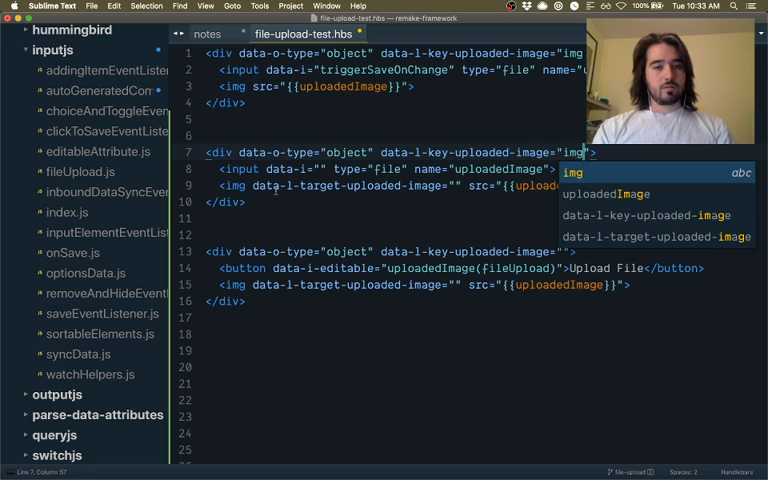 Sublime Text File Edit Selection Find View Goto Tools Project Window Help 100% Tue 10:33 AM
file-upload-test.hbs — remake-framework
notes
file-upload-test.hbs
hummingbird
inputjs
addingItemEventListe
autoGeneratedCom
choiceAndToggleEven
clickToSaveEventListe
editableAttribute.js
fileUpload.js
inboundDataSyncEver
index.js
inputElementEventList
onSave.js
optionsData.js
removeAndHideEventl
saveEventListener.js
sortableElements.js
syncData.js
watchHelpers.js
outputjs
parse-data-attributes
queryjs
switchjs
1 <div data-o-type="object" data-l-key-uploaded-image="img
2 <input data-i="triggerSaveOnChange" type="file" name="u
3 <img src="{{uploadedImage}}">
4 </div>
5
6
7 <div data-o-type="object" data-l-key-uploaded-image="img">
8 <input data-i="" type="file" name="uploadedImage">
9 <img data-l-target-uploaded-image="" src="{{uploade
10 </div>
11
12
13 <div data-o-type="object" data-l-key-uploaded-image="">
14 <button data-i-editable="uploadedImage(fileUpload)">Upload File</button>
15 <img data-l-target-uploaded-image="" src="{{uploadedImage}}">
16 </div>
17
18
19
20
21
22
23
24
25
img abc
uploadedImage
data-l-key-uploaded-image
data-l-target-uploaded-image
Line 7, Column 57
file-upload
Spaces: 2
Handlebars